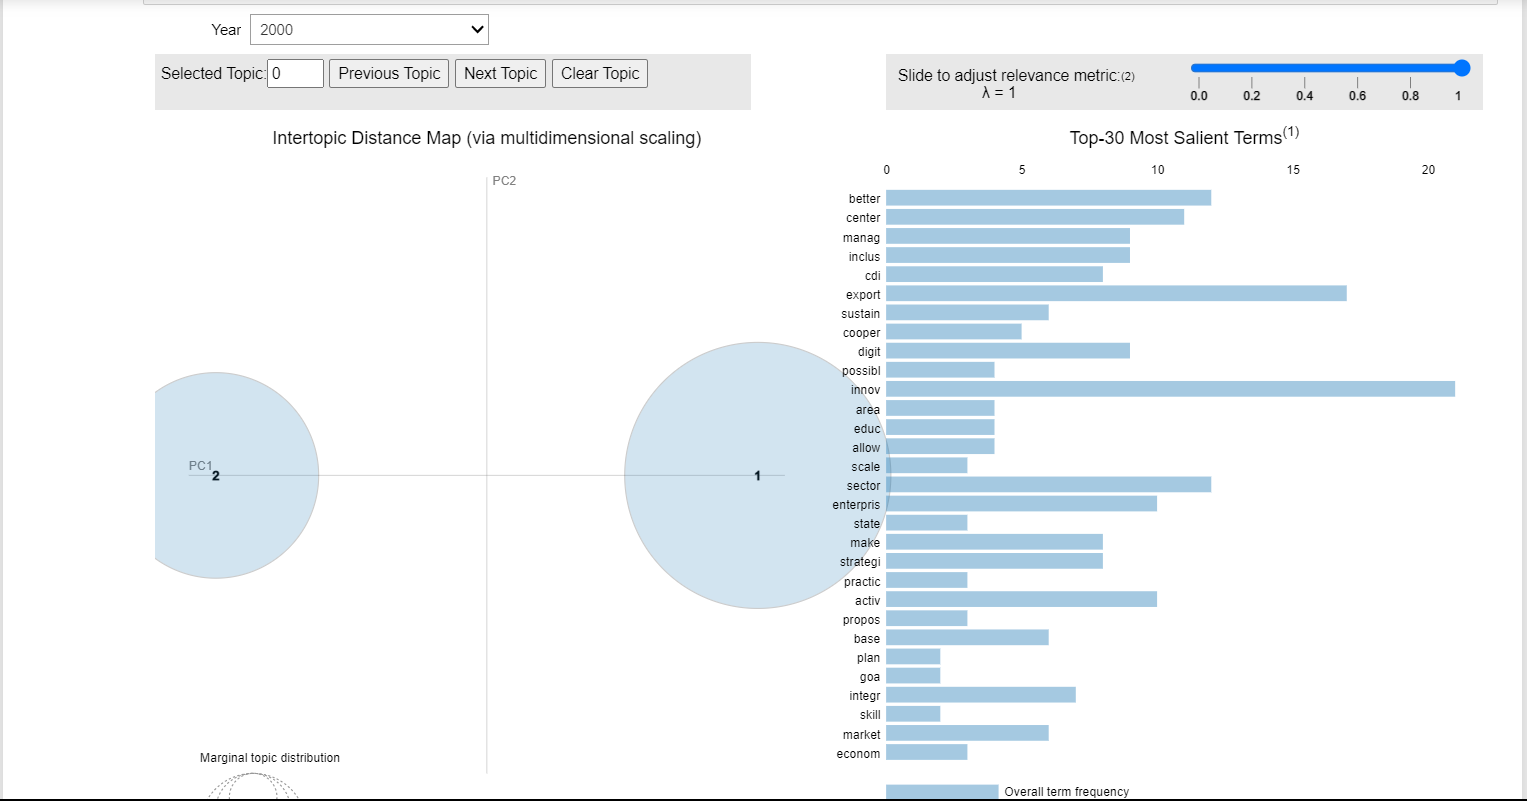 Year 2000
Selected Topic: 0 Previous Topic Next Topic Clear Topic
Slide to adjust relevance metric:(2)
λ = 1
0.0 0.2 0.4 0.6 0.8 1
Intertopic Distance Map (via multidimensional scaling)
PC2
PC1
2
1
Marginal topic distribution
Top-30 Most Salient Terms(1)
0 5 10 15 20
better
center
manag
inclus
cdi
export
sustain
cooper
digit
possibl
innov
area
educ
allow
scale
sector
enterpris
state
make
strategi
practic
activ
propos
base
plan
goa
integr
skill
market
econom
Overall term frequency